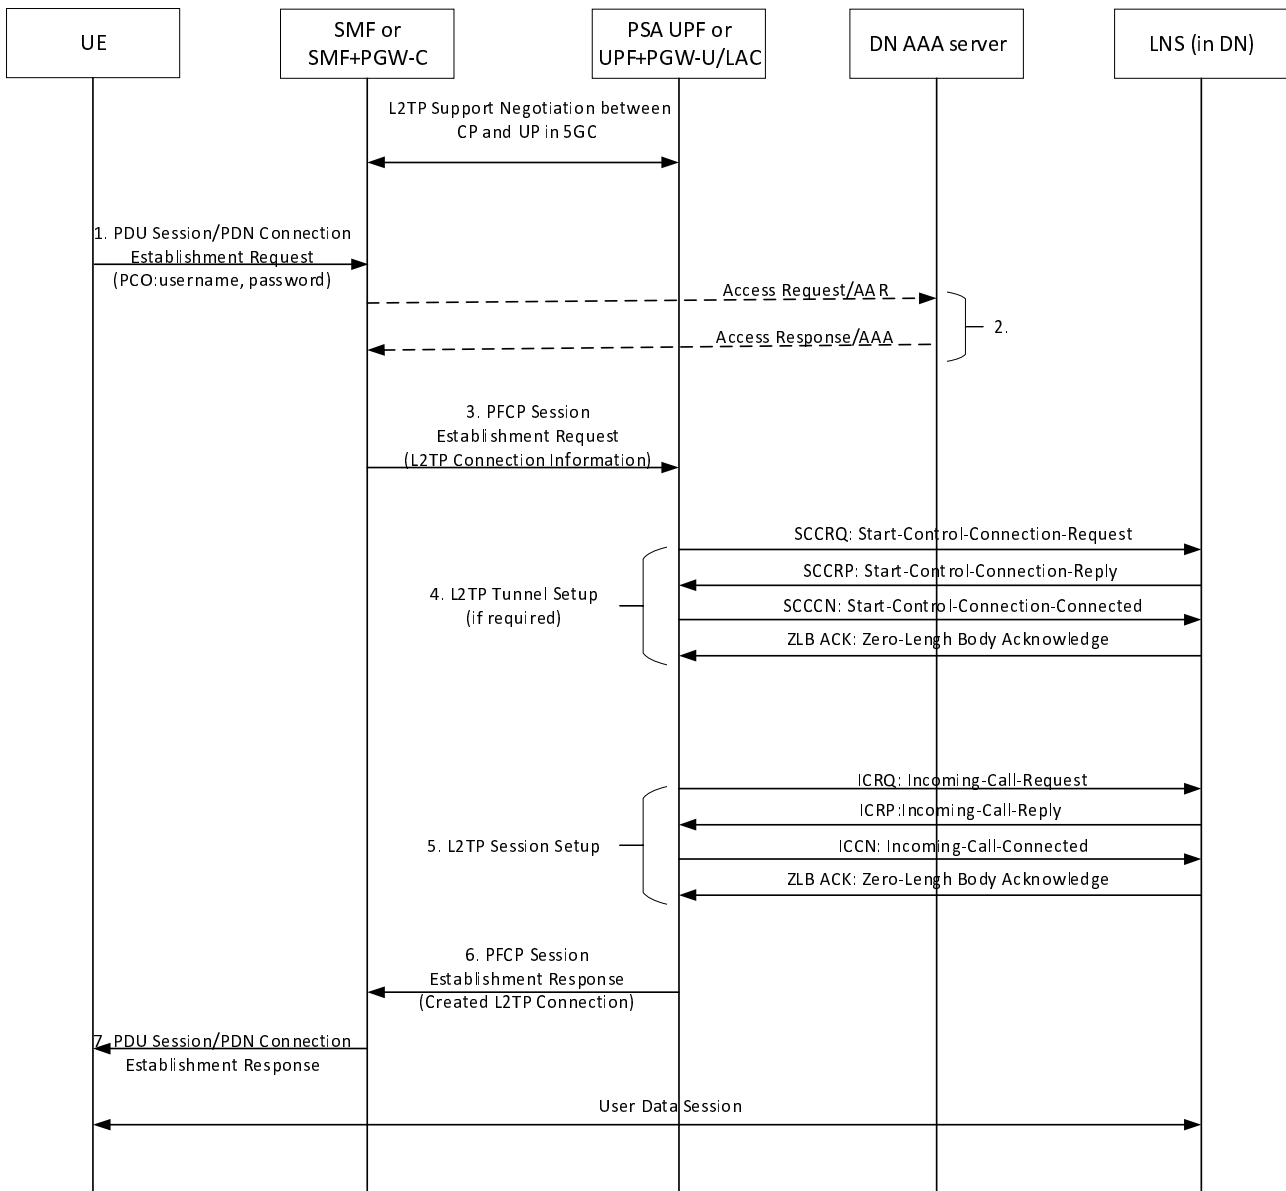 UE
SMF or
SMF+PGW-C
PSA UPF or
UPF+PGW-U/LAC
DN AAA server
LNS (in DN)
L2TP Support Negotiation between
CP and UP in 5GC
1. PDU Session/PDN Connection
Establishment Request
(PCO:username, password)
Access Request/AAR
2.
Access Response/AAA
3. PFCP Session
Establishment Request
(L2TP Connection Information)
SCCRQ: Start-Control-Connection-Request
SCCRP: Start-Control-Connection-Reply
4. L2TP Tunnel Setup
(if required)
SCCCN: Start-Control-Connection-Connected
ZLB ACK: Zero-Lengh Body Acknowledge
ICRQ: Incoming-Call-Request
ICRP:Incoming-Call-Reply
5. L2TP Session Setup
ICCN: Incoming-Call-Connected
ZLB ACK: Zero-Lengh Body Acknowledge
6. PFCP Session
Establishment Response
(Created L2TP Connection)
7. PDU Session/PDN Connection
Establishment Response
User Data Session